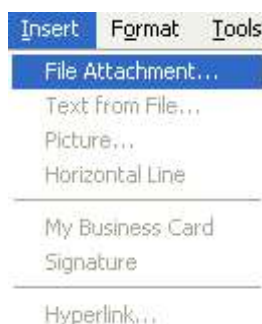 Insert Format Tools
File Attachment...
Text from File...
Picture...
Horizontal Line
My Business Card
Signature
Hyperlink...